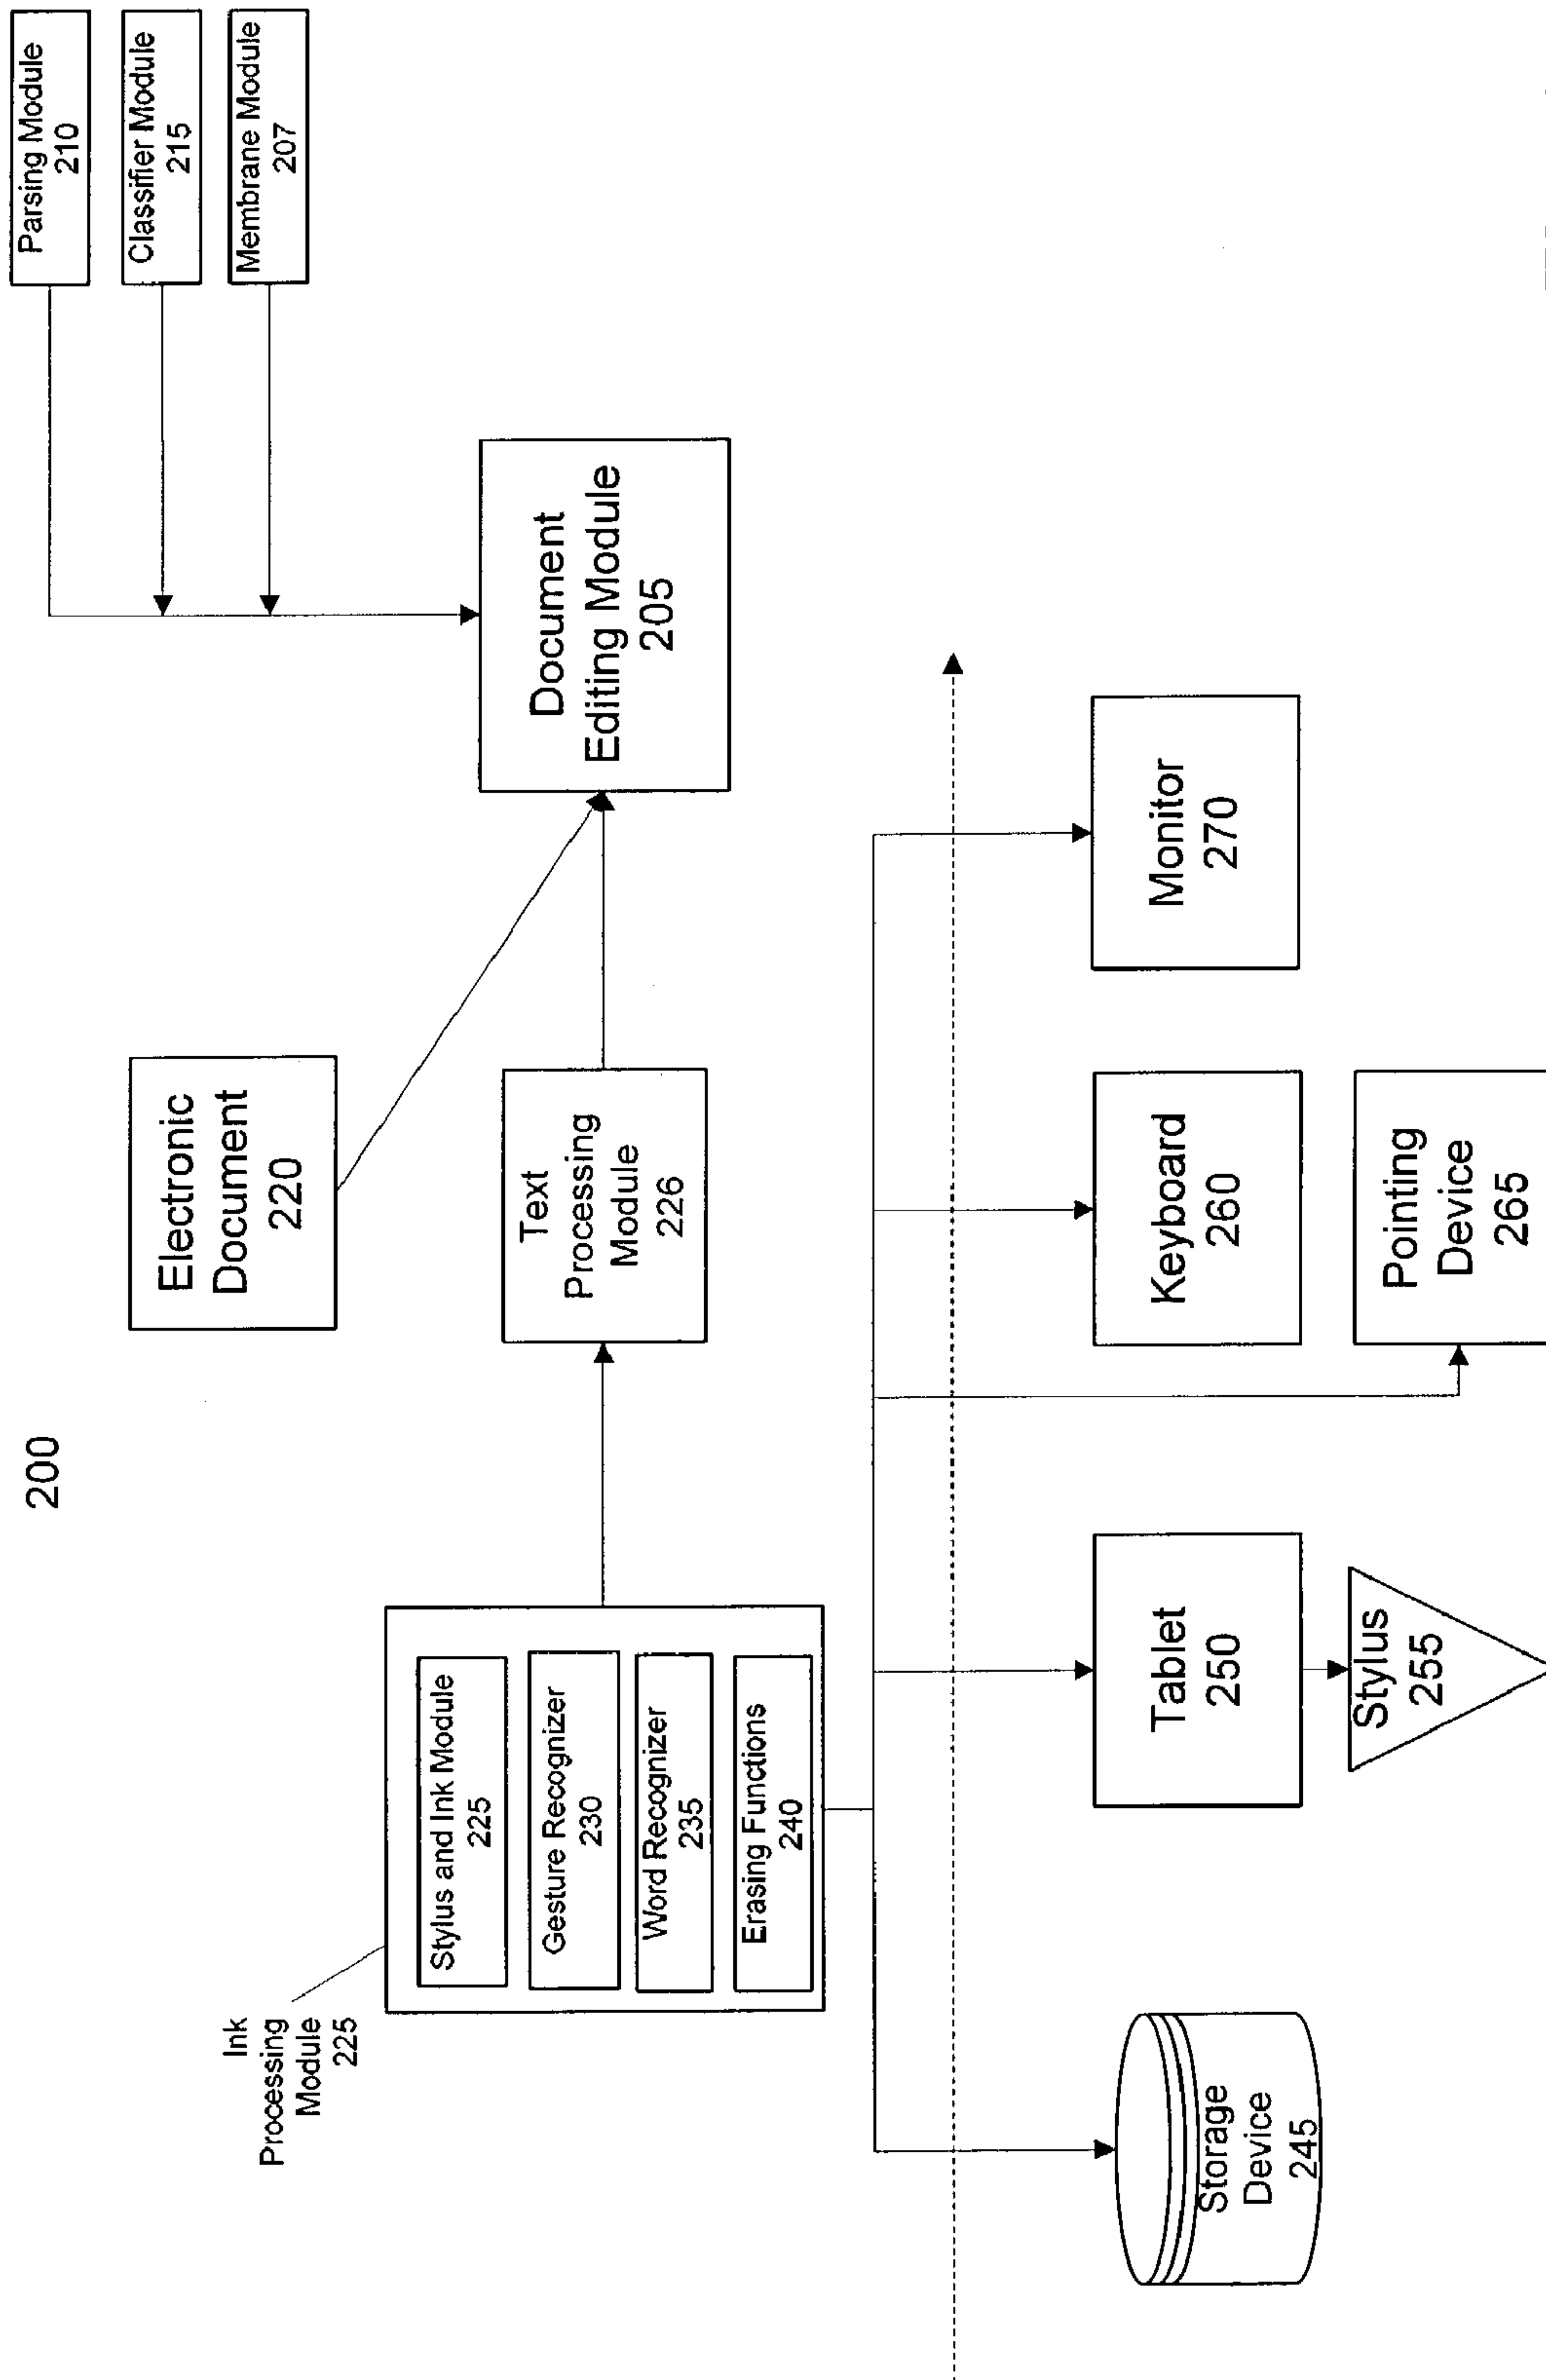 200
Parsing Module
210
Classifier Module
215
Membrane Module
207
Electronic
Document
220
Ink
Processing
Module
225
Stylus and Ink Module
225
Gesture Recognizer
230
Word Recognizer
235
Erasing Functions
240
Text
Processing
Module
226
Document
Editing Module
205
Storage
Device
245
Tablet
250
Stylus
255
Keyboard
260
Pointing
Device
265
Monitor
270